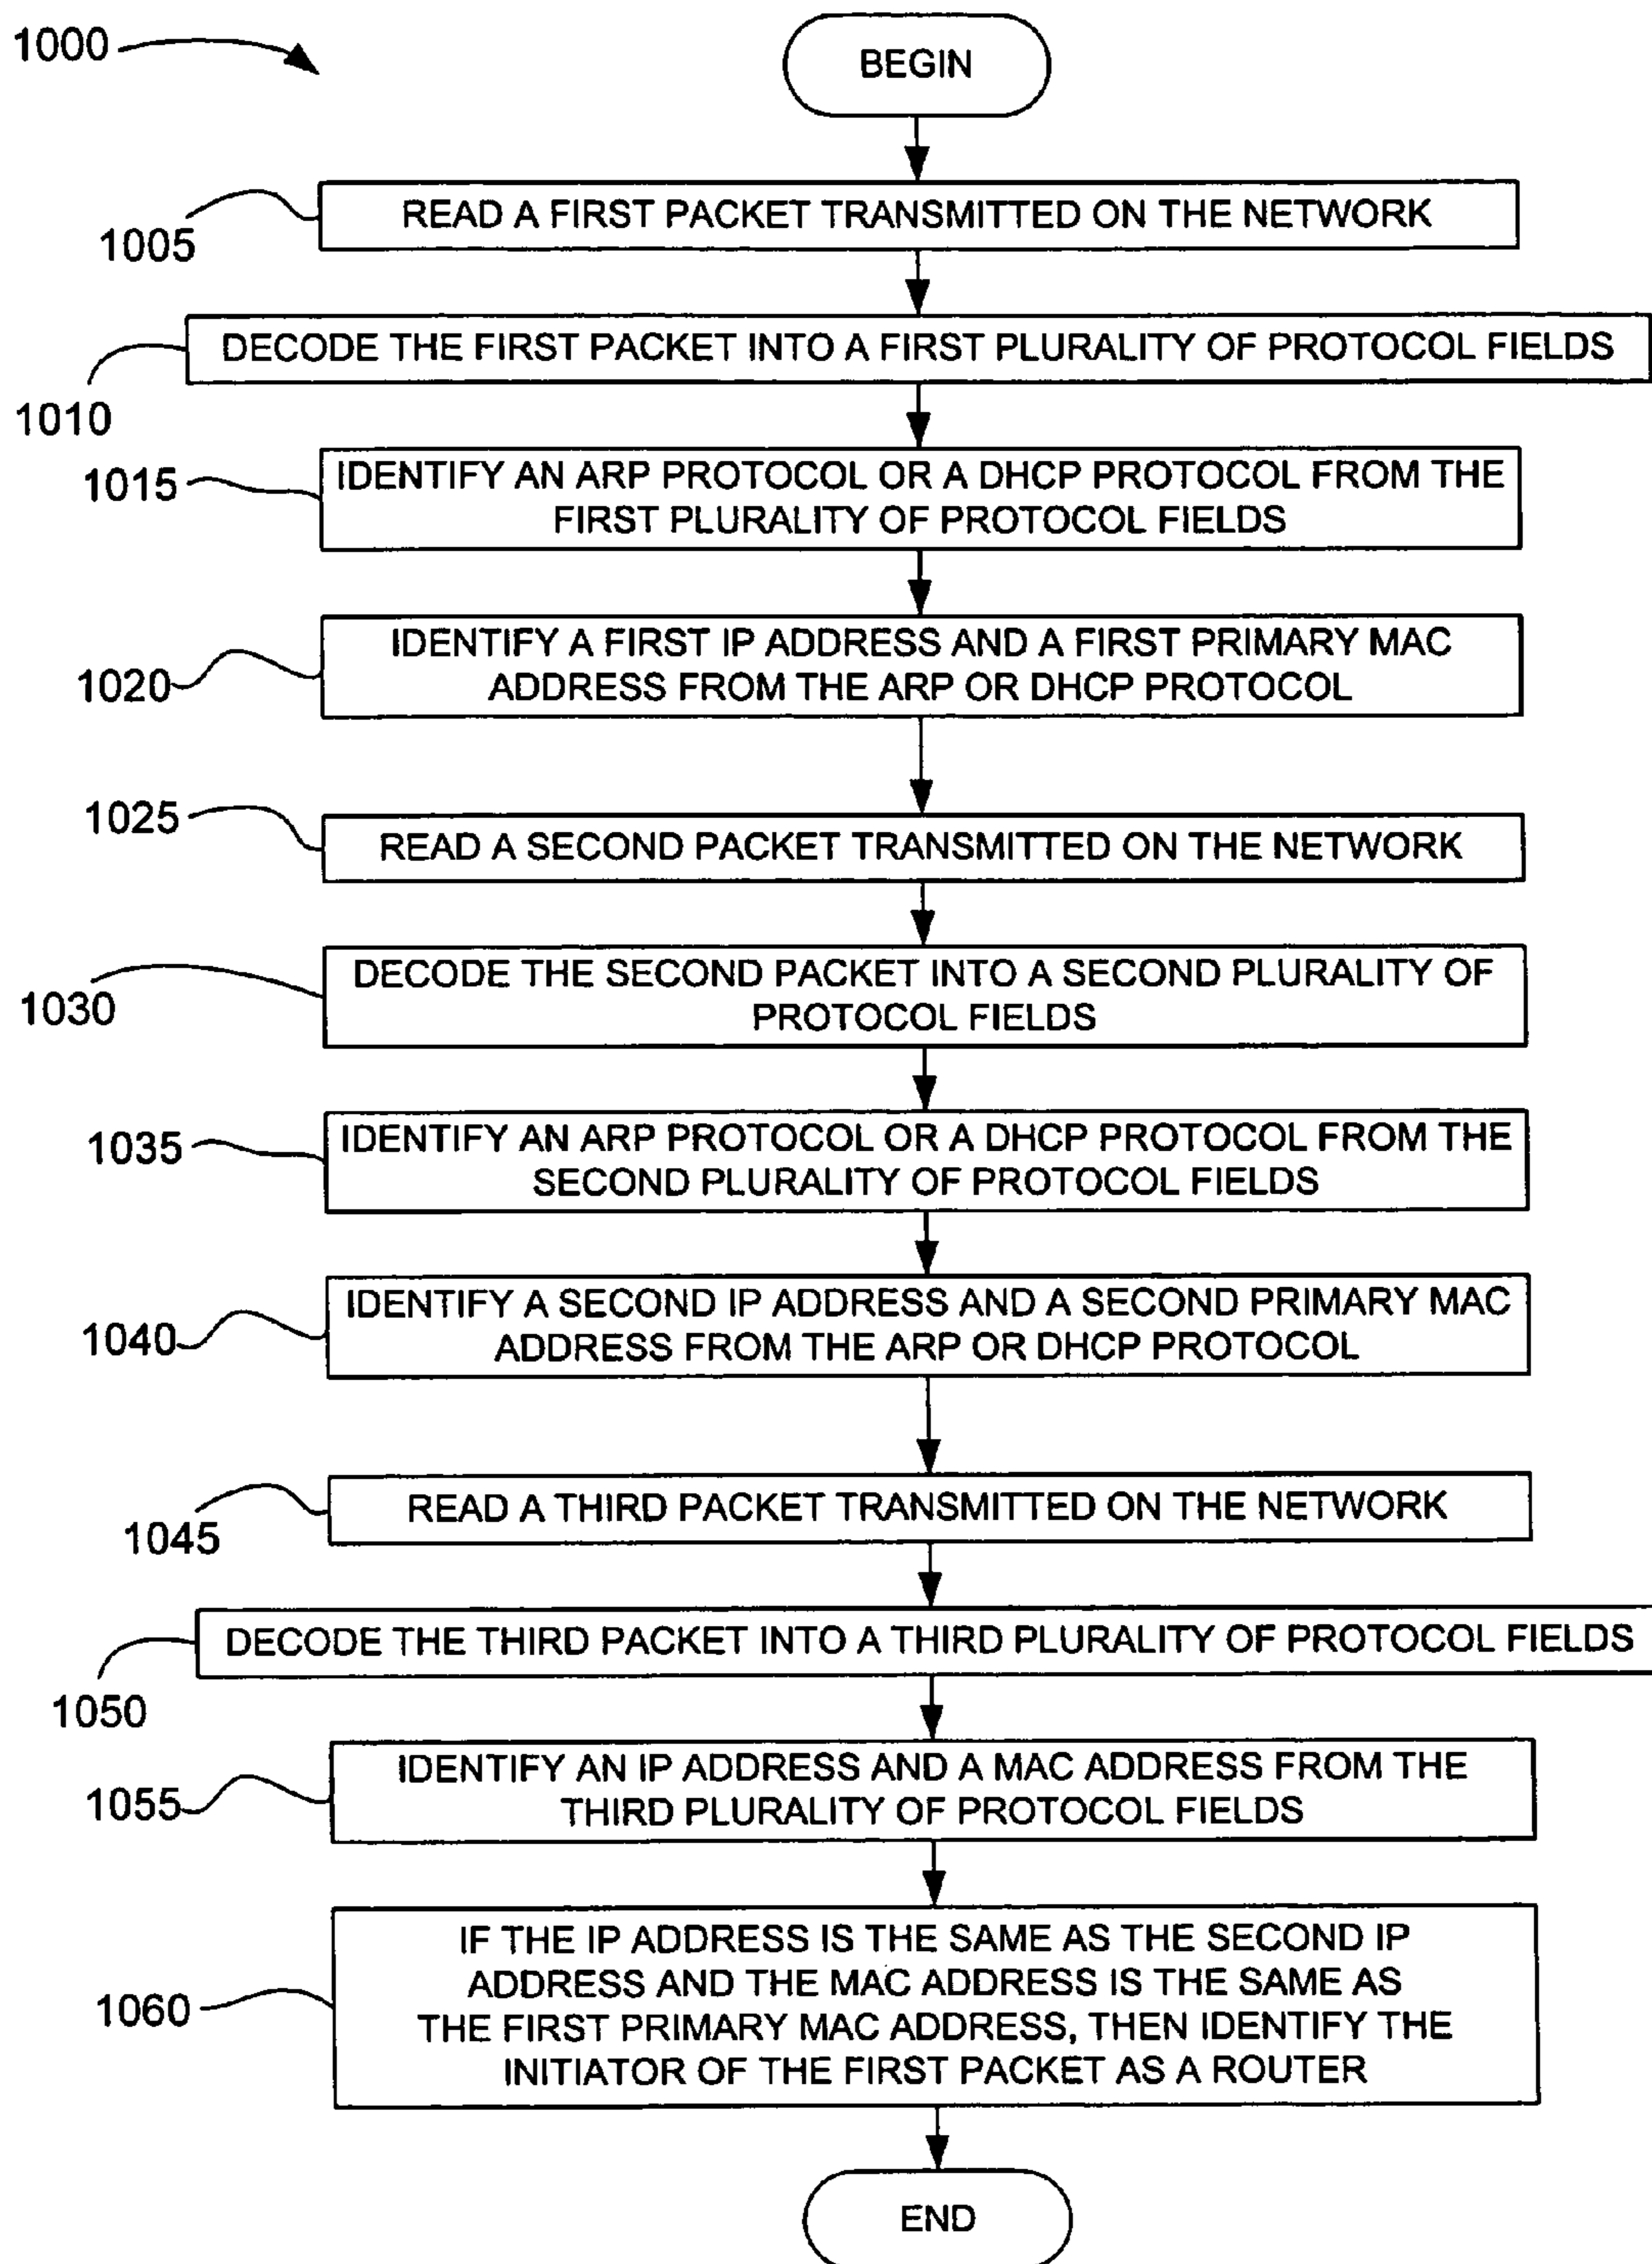 1000
BEGIN
READ A FIRST PACKET TRANSMITTED ON THE NETWORK
1005
DECODE THE FIRST PACKET INTO A FIRST PLURALITY OF PROTOCOL FIELDS
1010
1015
IDENTIFY AN ARP PROTOCOL OR A DHCP PROTOCOL FROM THE
FIRST PLURALITY OF PROTOCOL FIELDS
IDENTIFY A FIRST IP ADDRESS AND A FIRST PRIMARY MAC
ADDRESS FROM THE ARP OR DHCP PROTOCOL
1020
1025
READ A SECOND PACKET TRANSMITTED ON THE NETWORK
DECODE THE SECOND PACKET INTO A SECOND PLURALITY OF
PROTOCOL FIELDS
1030
1035
IDENTIFY AN ARP PROTOCOL OR A DHCP PROTOCOL FROM THE
SECOND PLURALITY OF PROTOCOL FIELDS
IDENTIFY A SECOND IP ADDRESS AND A SECOND PRIMARY MAC
ADDRESS FROM THE ARP OR DHCP PROTOCOL
1040
READ A THIRD PACKET TRANSMITTED ON THE NETWORK
1045
DECODE THE THIRD PACKET INTO A THIRD PLURALITY OF PROTOCOL FIELDS
1050
IDENTIFY AN IP ADDRESS AND A MAC ADDRESS FROM THE
THIRD PLURALITY OF PROTOCOL FIELDS
1055
IF THE IP ADDRESS IS THE SAME AS THE SECOND IP
ADDRESS AND THE MAC ADDRESS IS THE SAME AS
THE FIRST PRIMARY MAC ADDRESS, THEN IDENTIFY THE
INITIATOR OF THE FIRST PACKET AS A ROUTER
1060
END